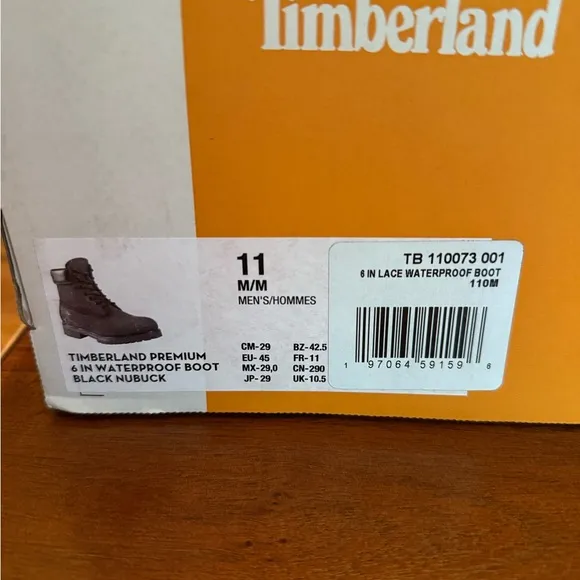 Timberland
11
M/M
MEN'S/HOMMES
CM-29 BZ-42.5
EU- 45 FR-11
MX-29,0 CN-290
JP- 29 UK-10.5
TIMBERLAND PREMIUM
6 IN WATERPROOF BOOT
BLACK NUBUCK
TB 110073 001
6 IN LACE WATERPROOF BOOT
110M
1 97064 59159 8